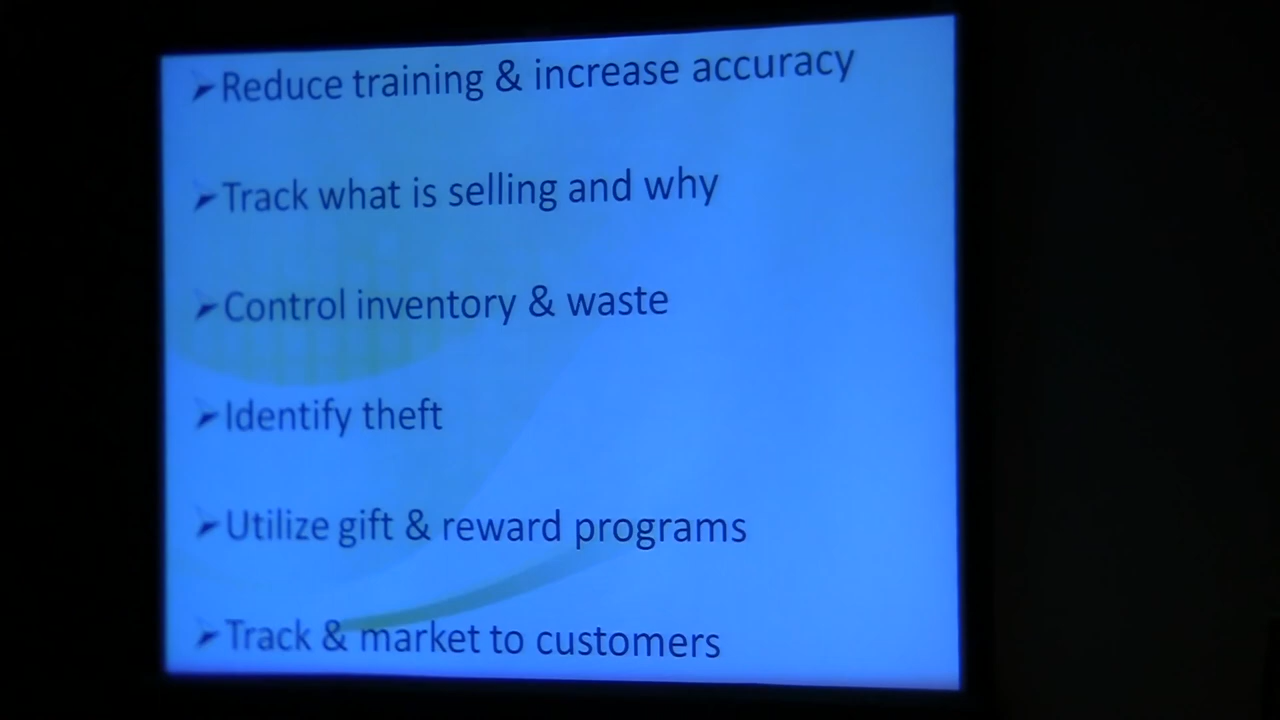 ➢Reduce training & increase accuracy
➢Track what is selling and why
➢Control inventory & waste
➢Identify theft
➢Utilize gift & reward programs
➢Track & market to customers